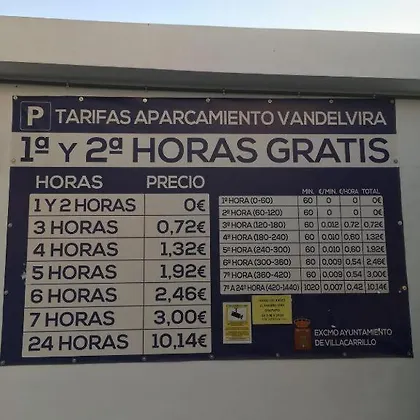 P TARIFAS APARCAMIENTO VANDELVIRA
1ª Y 2ª HORAS GRATIS
HORAS PRECIO
1 Y 2 HORAS 0€
3 HORAS 0,72€
4 HORAS 1,32€
5 HORAS 1,92€
6 HORAS 2,46€
7 HORAS 3,00€
24 HORAS 10,14€
MIN. €/MIN. €/HORA TOTAL
1ª HORA (0-60) 60 0 0 0€
2ª HORA (60-120) 60 0 0 0€
3ª HORA (120-180) 60 0,012 0,72 0,72€
4ª HORA (180-240) 60 0,010 0,60 1,32€
5ª HORA (240-300) 60 0,010 0,60 1,92€
6ª HORA (300-360) 60 0,009 0,54 2,46€
7ª HORA (360-420) 60 0,009 0,54 3,00€
7ª A 24ª HORA (420-1440) 1020 0,007 0,42 10,14€
EXCMO AYUNTAMIENTO
DE VILLACARRILLO